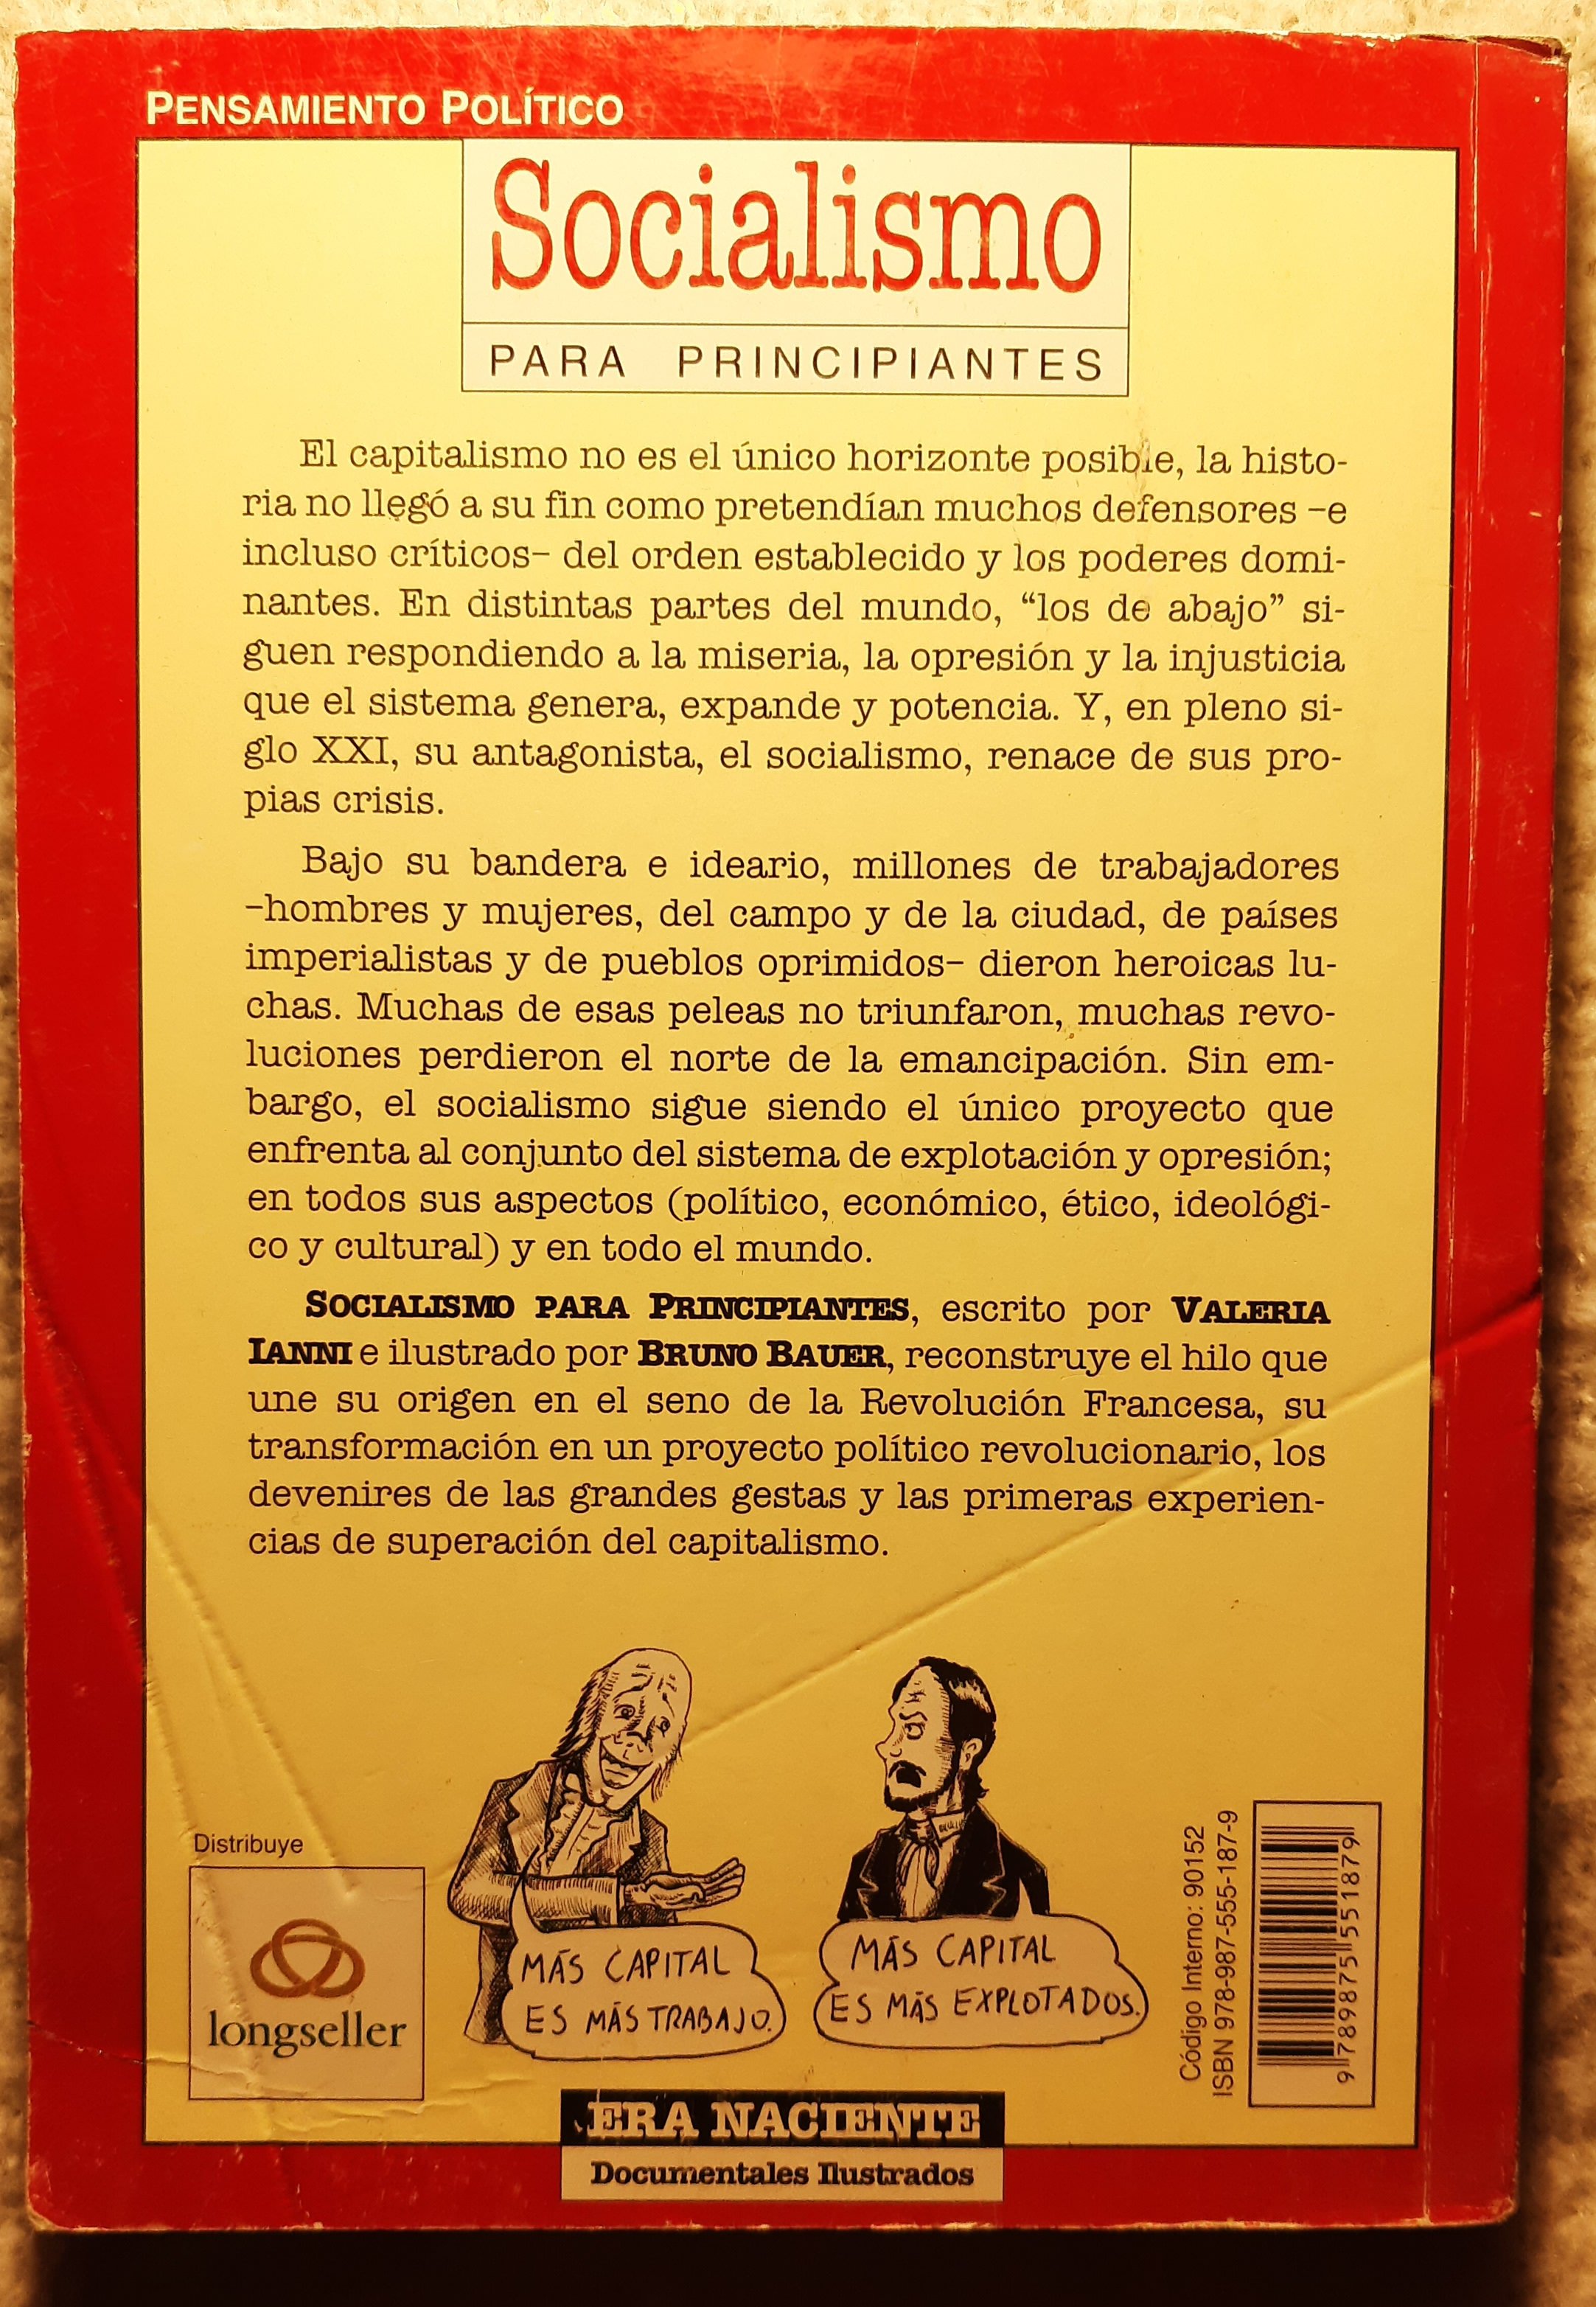 PENSAMIENTO POLÍTICO
Socialismo
PARA PRINCIPIANTES
El capitalismo no es el único horizonte posible, la histo-
ria no llegó a su fin como pretendían muchos defensores –e
incluso críticos– del orden establecido y los poderes domi-
nantes. En distintas partes del mundo, “los de abajo” si-
guen respondiendo a la miseria, la opresión y la injusticia
que el sistema genera, expande y potencia. Y, en pleno si-
glo XXI, su antagonista, el socialismo, renace de sus pro-
pias crisis.
Bajo su bandera e ideario, millones de trabajadores
–hombres y mujeres, del campo y de la ciudad, de países
imperialistas y de pueblos oprimidos– dieron heroicas lu-
chas. Muchas de esas peleas no triunfaron, muchas revo-
luciones perdieron el norte de la emancipación. Sin em-
bargo, el socialismo sigue siendo el único proyecto que
enfrenta al conjunto del sistema de explotación y opresión;
en todos sus aspectos (político, económico, ético, ideológi-
co y cultural) y en todo el mundo.
SOCIALISMO PARA PRINCIPIANTES, escrito por VALERIA
IANNI e ilustrado por BRUNO BAUER, reconstruye el hilo que
une su origen en el seno de la Revolución Francesa, su
transformación en un proyecto político revolucionario, los
devenires de las grandes gestas y las primeras experien-
cias de superación del capitalismo.
Distribuye
longseller
MÁS CAPITAL
ES MÁS TRABAJO.
MÁS CAPITAL
ES MÁS EXPLOTADOS.
Código Interno: 90152
ISBN 978-987-555-187-9
9 789875 551879
ERA NACIENTE
Documentales Ilustrados